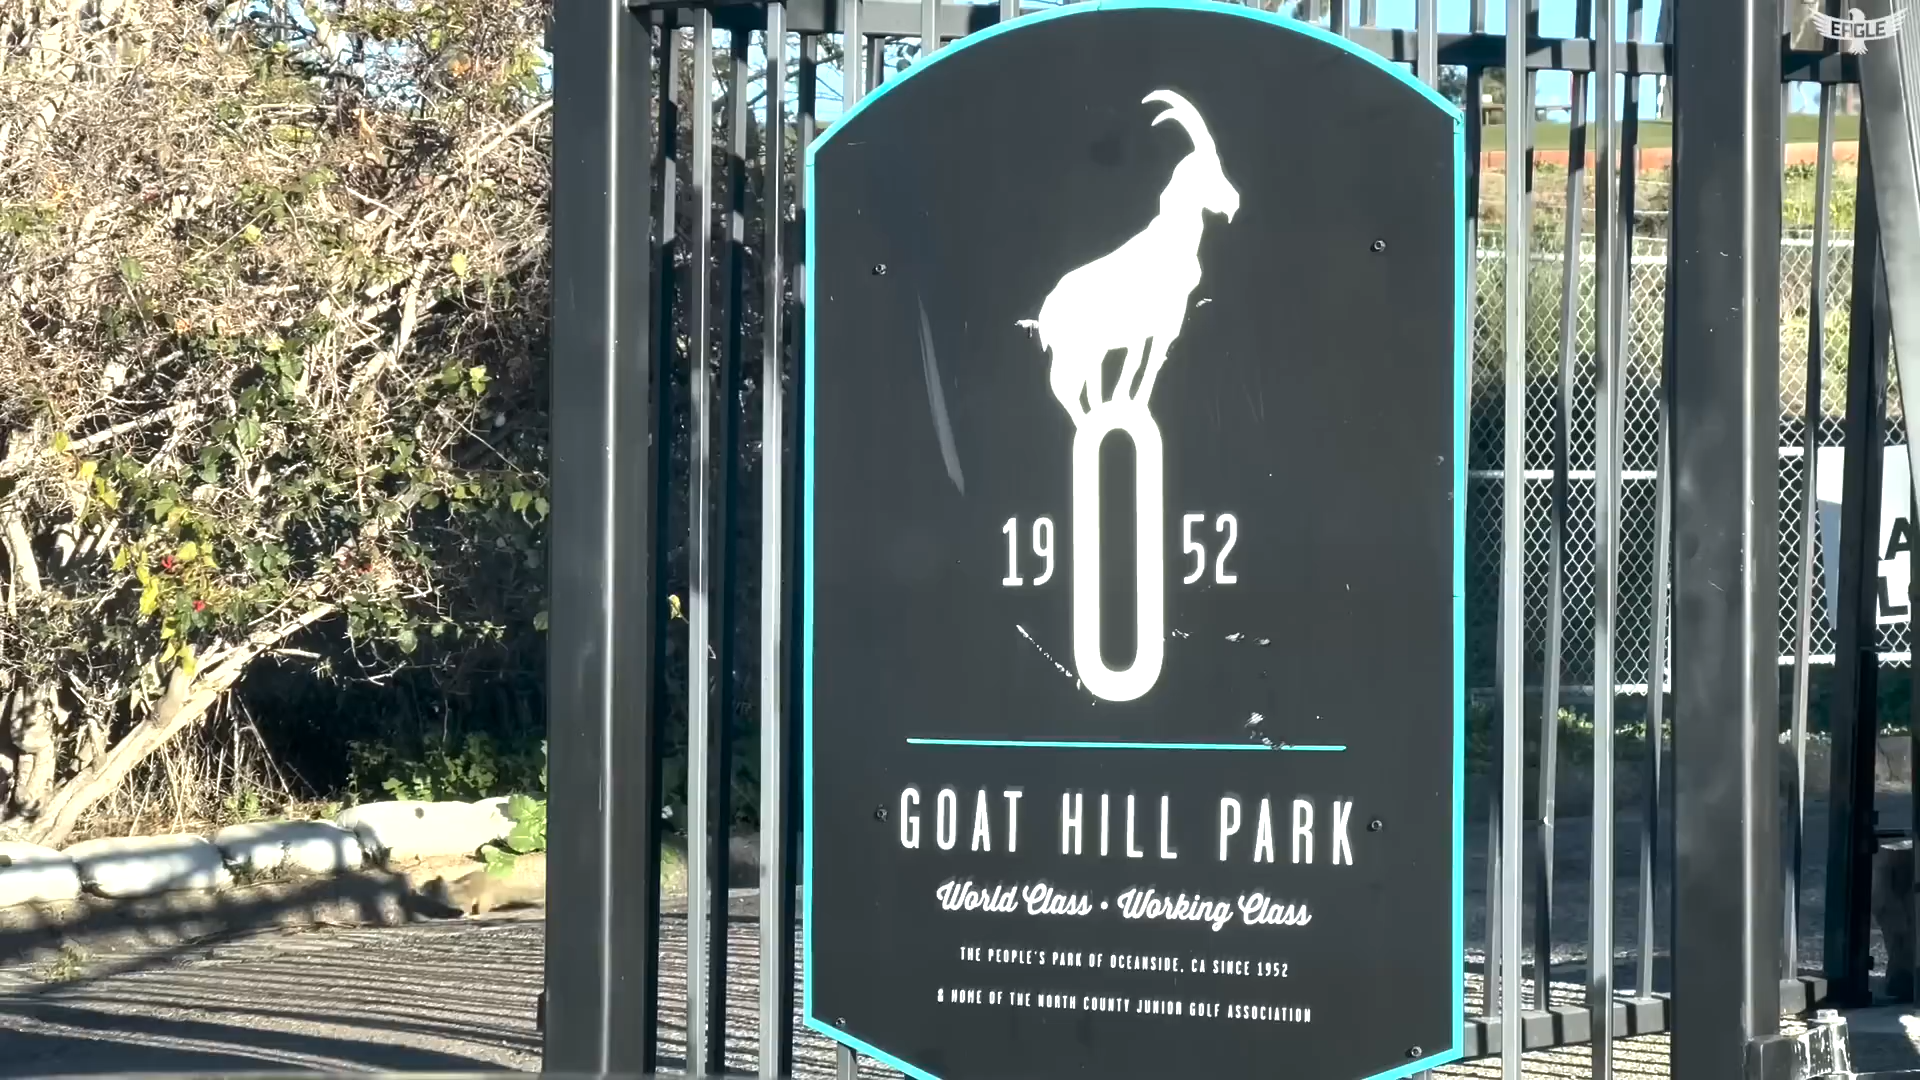 EAGLE
19 O 52
GOAT HILL PARK
World Class • Working Class
THE PEOPLE'S PARK OF OCEANSIDE, CA SINCE 1952
& HOME OF THE NORTH COUNTY JUNIOR GOLF ASSOCIATION